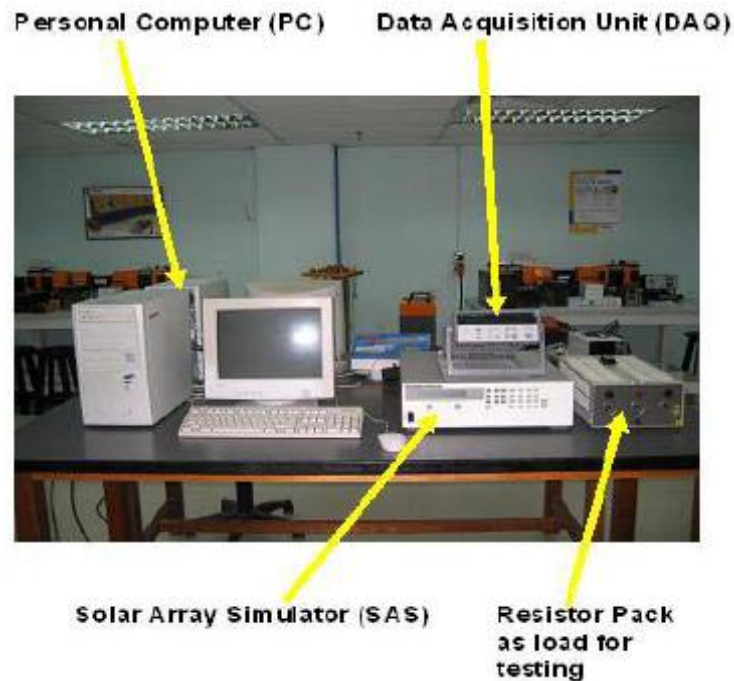 Personal Computer (PC)
Data Acquisition Unit (DAQ)
Solar Array Simulator (SAS)
Resistor Pack
as load for
testing